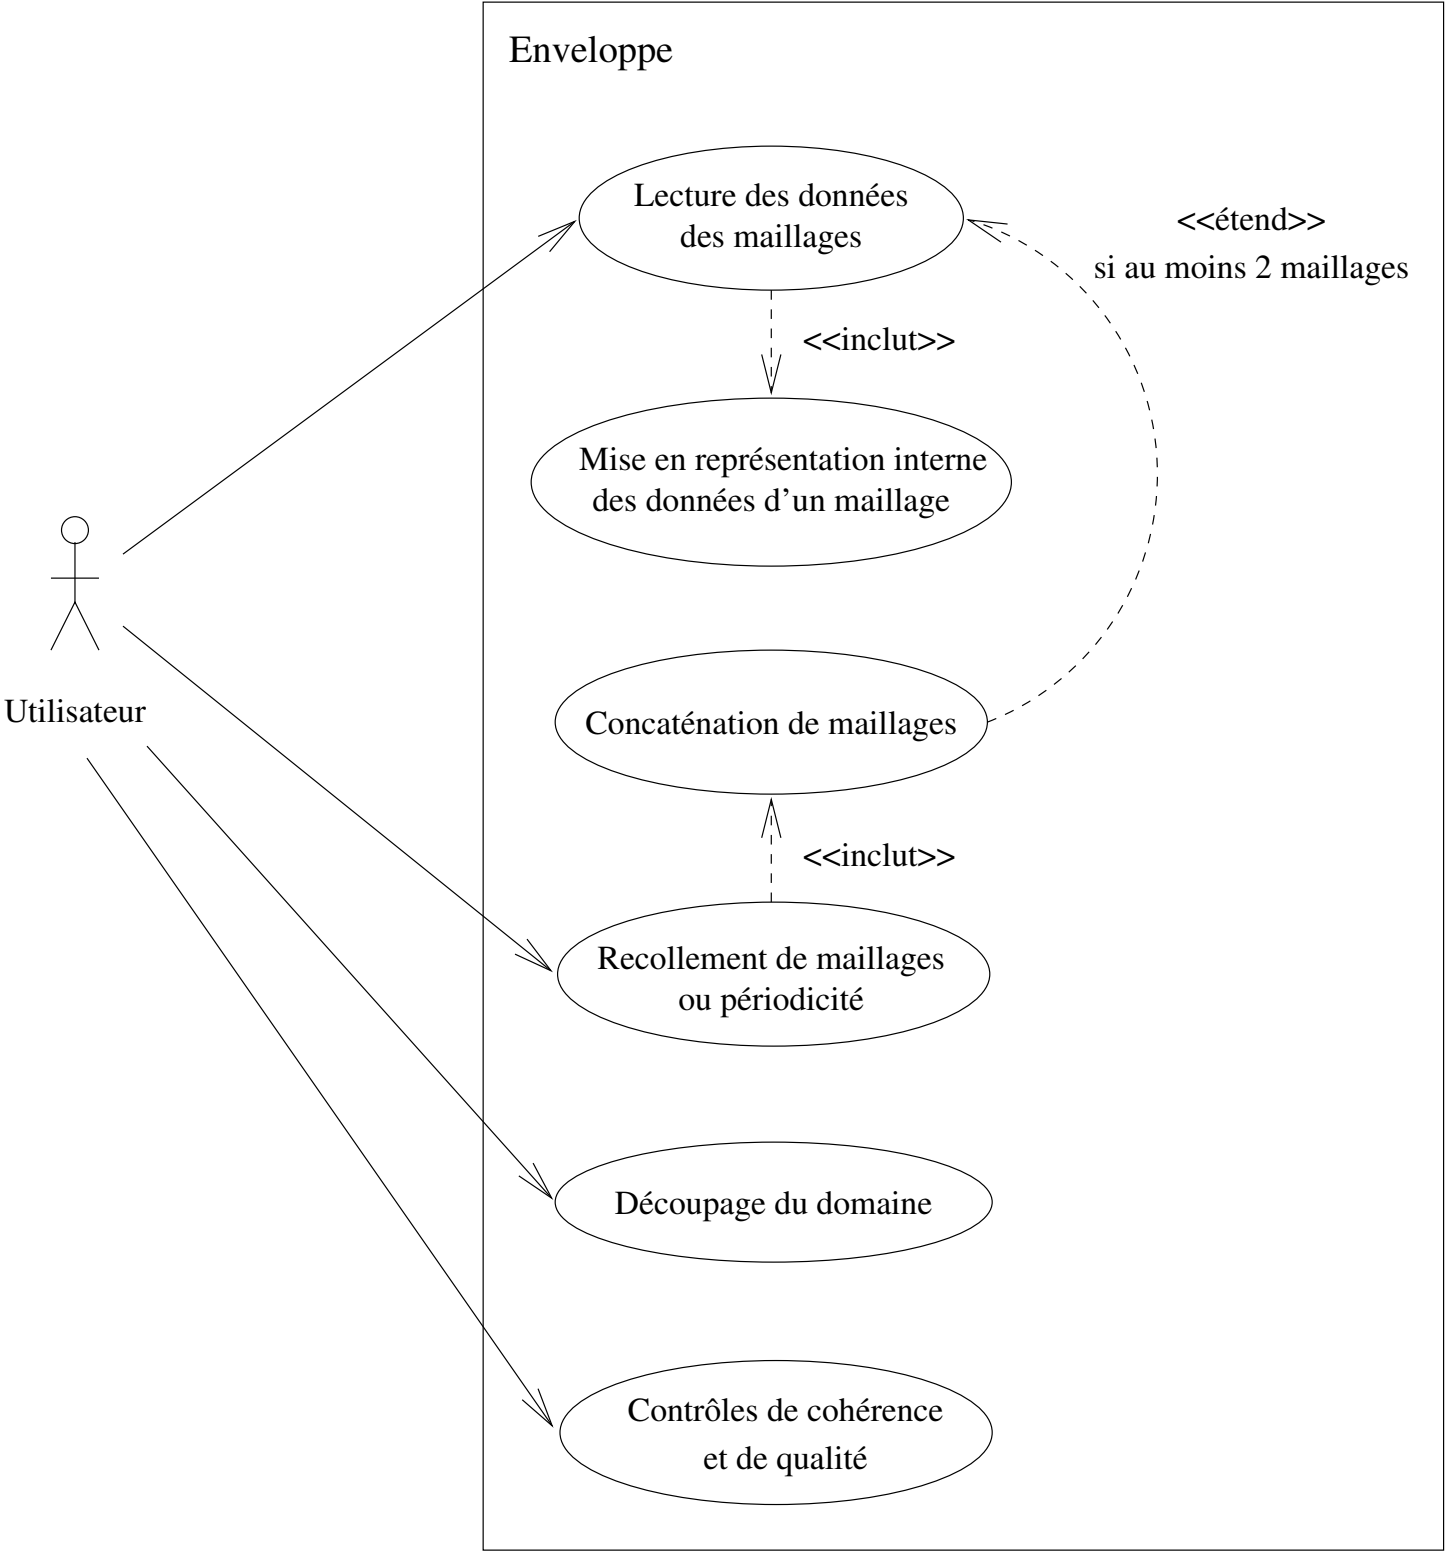 Enveloppe
Lecture des données
des maillages
<<étend>>
si au moins 2 maillages
<<inclut>>
Mise en représentation interne
des données d'un maillage
Utilisateur
Concaténation de maillages
<<inclut>>
Recollement de maillages
ou périodicité
Découpage du domaine
Contrôles de cohérence
et de qualité